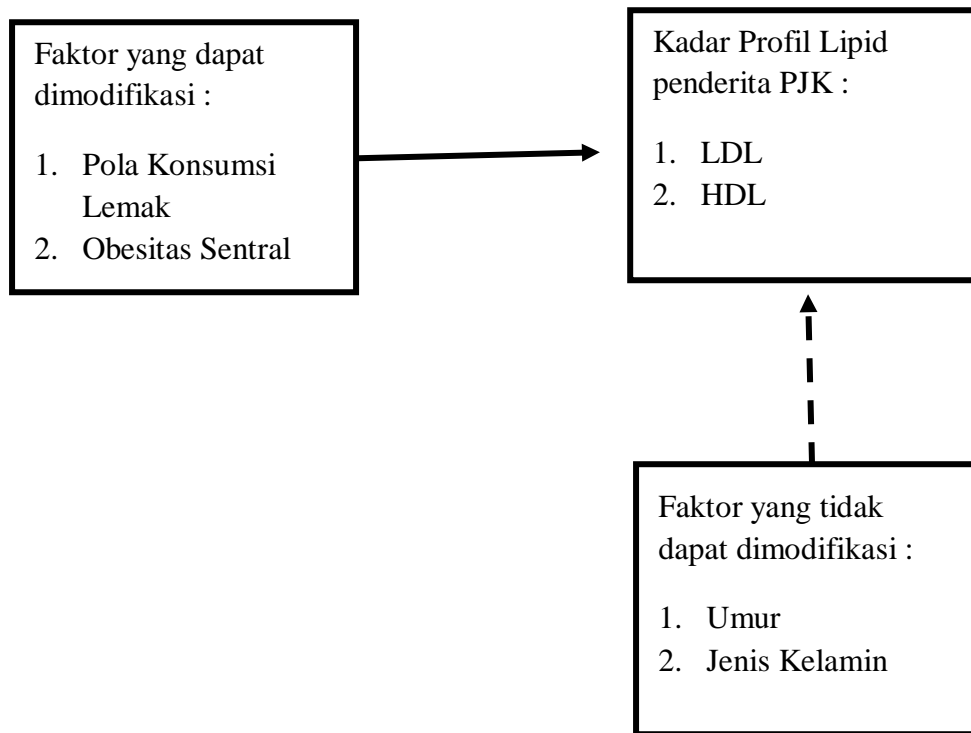 Faktor yang dapat
dimodifikasi :
1. Pola Konsumsi
Lemak
2. Obesitas Sentral
Kadar Profil Lipid
penderita PJK :
1. LDL
2. HDL
Faktor yang tidak
dapat dimodifikasi :
1. Umur
2. Jenis Kelamin